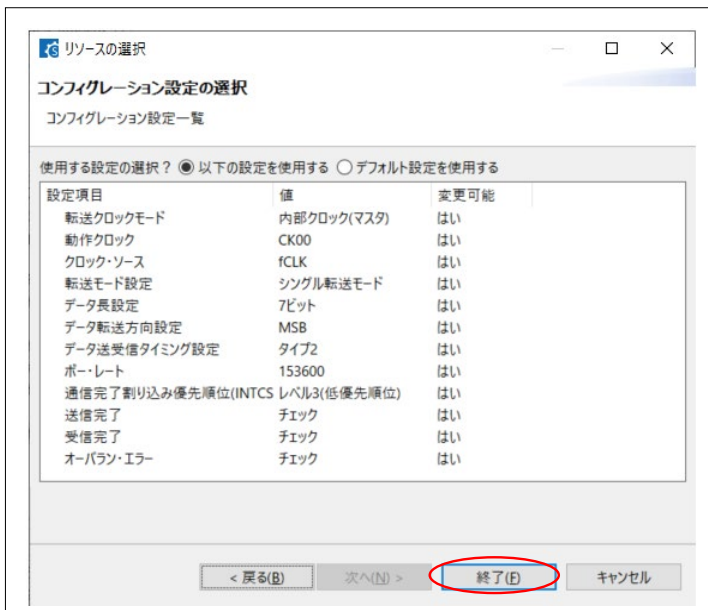 リソースの選択
コンフィグレーション設定の選択
コンフィグレーション設定一覧
使用する設定の選択？ 以下の設定を使用する デフォルト設定を使用する
設定項目 値 変更可能
転送クロックモード 内部クロック(マスタ) はい
動作クロック CK00 はい
クロック・ソース fCLK はい
転送モード設定 シングル転送モード はい
データ長設定 7ビット はい
データ転送方向設定 MSB はい
データ送受信タイミング設定 タイプ2 はい
ボー・レート 153600 はい
通信完了割り込み優先順位(INTCS レベル3(低優先順位) はい
送信完了 チェック はい
受信完了 チェック はい
オーバラン・エラー チェック はい
< 戻る(B) 次へ(N) > 終了(F) キャンセル